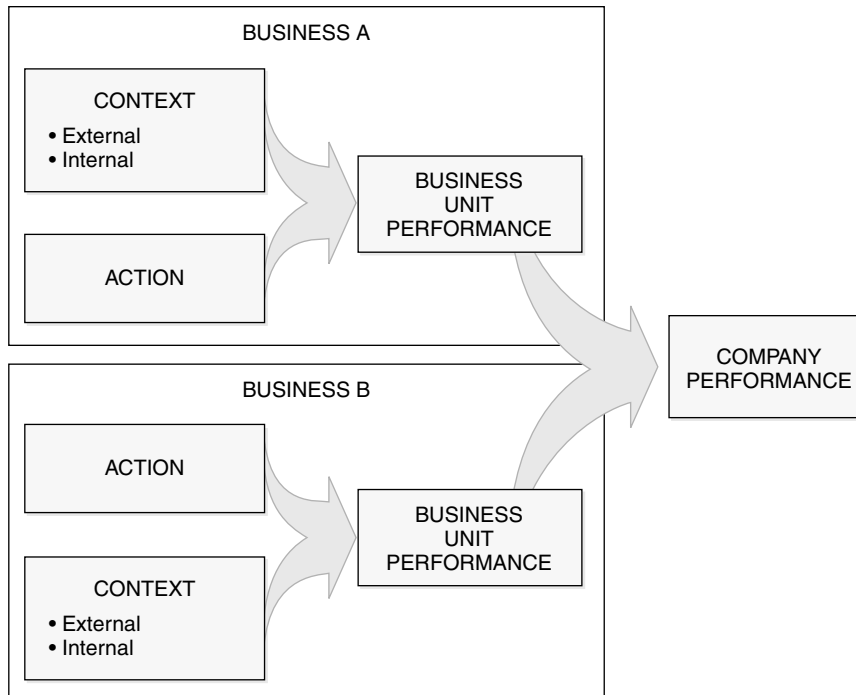 BUSINESS A
CONTEXT
• External
• Internal
ACTION
BUSINESS
UNIT
PERFORMANCE
COMPANY
PERFORMANCE
BUSINESS B
ACTION
CONTEXT
• External
• Internal
BUSINESS
UNIT
PERFORMANCE